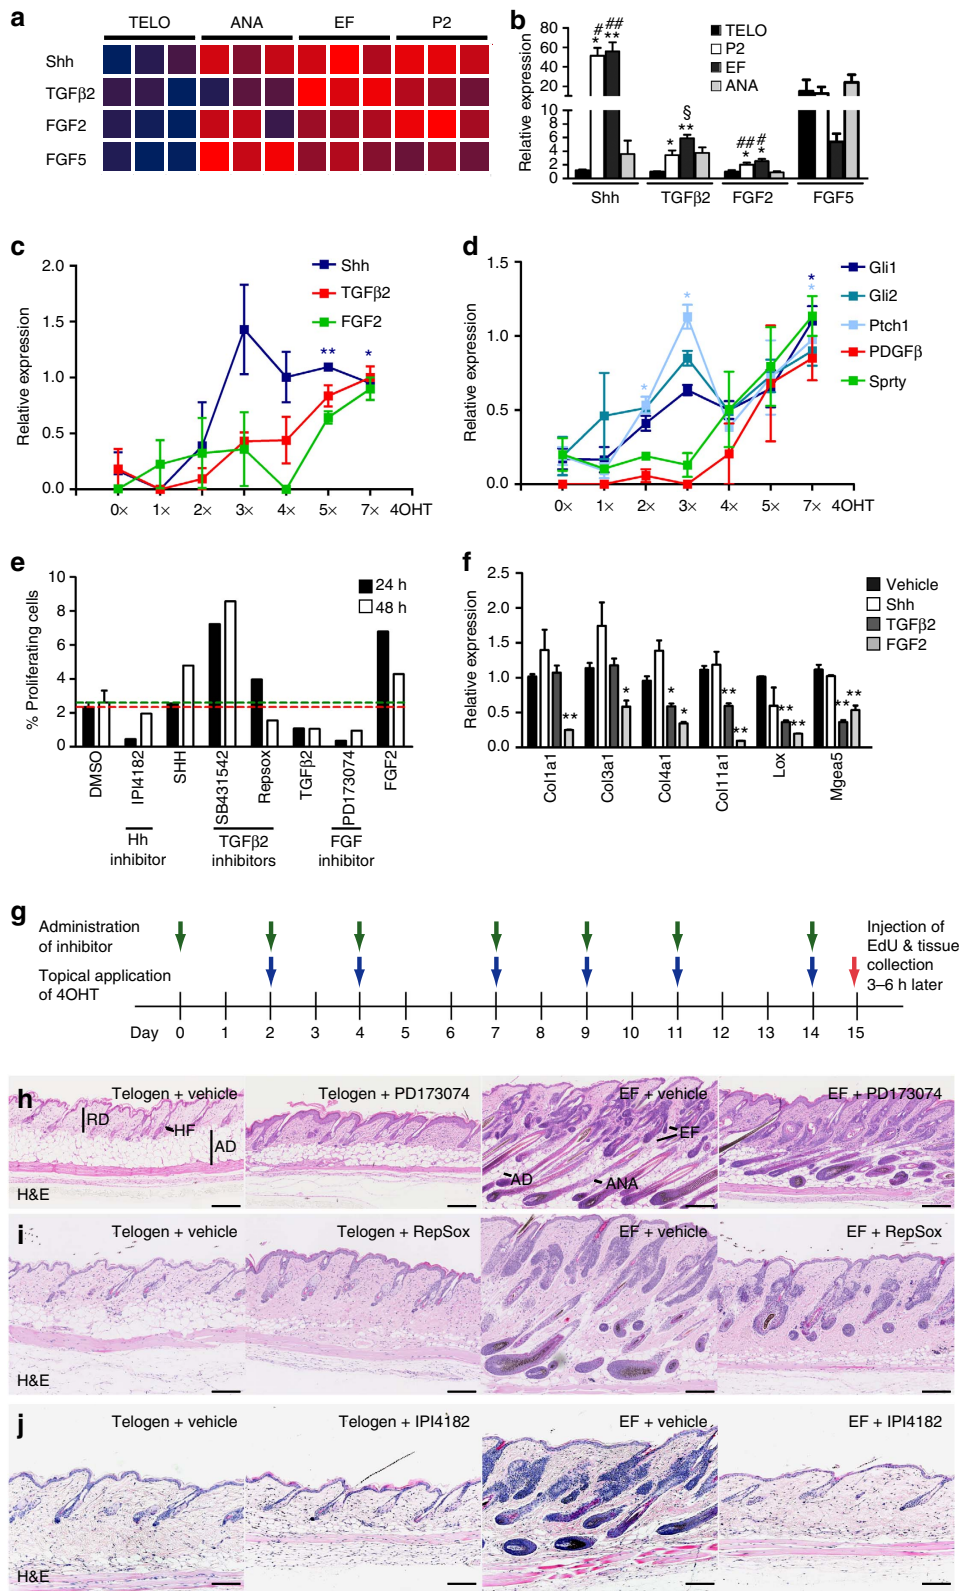 a
TELO ANA EF P2
Shh
TGFβ2
FGF2
FGF5
b
Relative expression
80
60
40
20
10
8
6
4
2
0
# ## * **
* ** §
## # * *
TELO
P2
EF
ANA
Shh TGFβ2 FGF2 FGF5
c
Relative expression
2.0
1.5
1.0
0.5
0.0
Shh
TGFβ2
FGF2
** *
0× 1× 2× 3× 4× 5× 7× 4OHT
d
Relative expression
1.5
1.0
0.5
0.0
* * * *
Gli1
Gli2
Ptch1
PDGFβ
Sprty
0× 1× 2× 3× 4× 5× 7× 4OHT
e
% Proliferating cells
10
8
6
4
2
0
24 h
48 h
DMSO
IPI4182
SHH
SB431542
Repsox
TGFβ2
PD173074
FGF2
Hh
inhibitor
TGFβ2
inhibitors
FGF
inhibitor
f
Relative expression
2.5
2.0
1.5
1.0
0.5
0.0
Vehicle
Shh
TGFβ2
FGF2
** * * * ** ** ** ** ** **
Col1a1
Col3a1
Col4a1
Col11a1
Lox
Mgea5
g
Administration
of inhibitor
Topical application
of 4OHT
Injection of
EdU & tissue
collection
3–6 h later
Day 0 1 2 3 4 5 6 7 8 9 10 11 12 13 14 15
h
Telogen + vehicle
RD
HF
AD
H&E
Telogen + PD173074
EF + vehicle
EF
AD
ANA
EF + PD173074
i
Telogen + vehicle
H&E
Telogen + RepSox
EF + vehicle
EF + RepSox
j
Telogen + vehicle
H&E
Telogen + IPI4182
EF + vehicle
EF + IPI4182